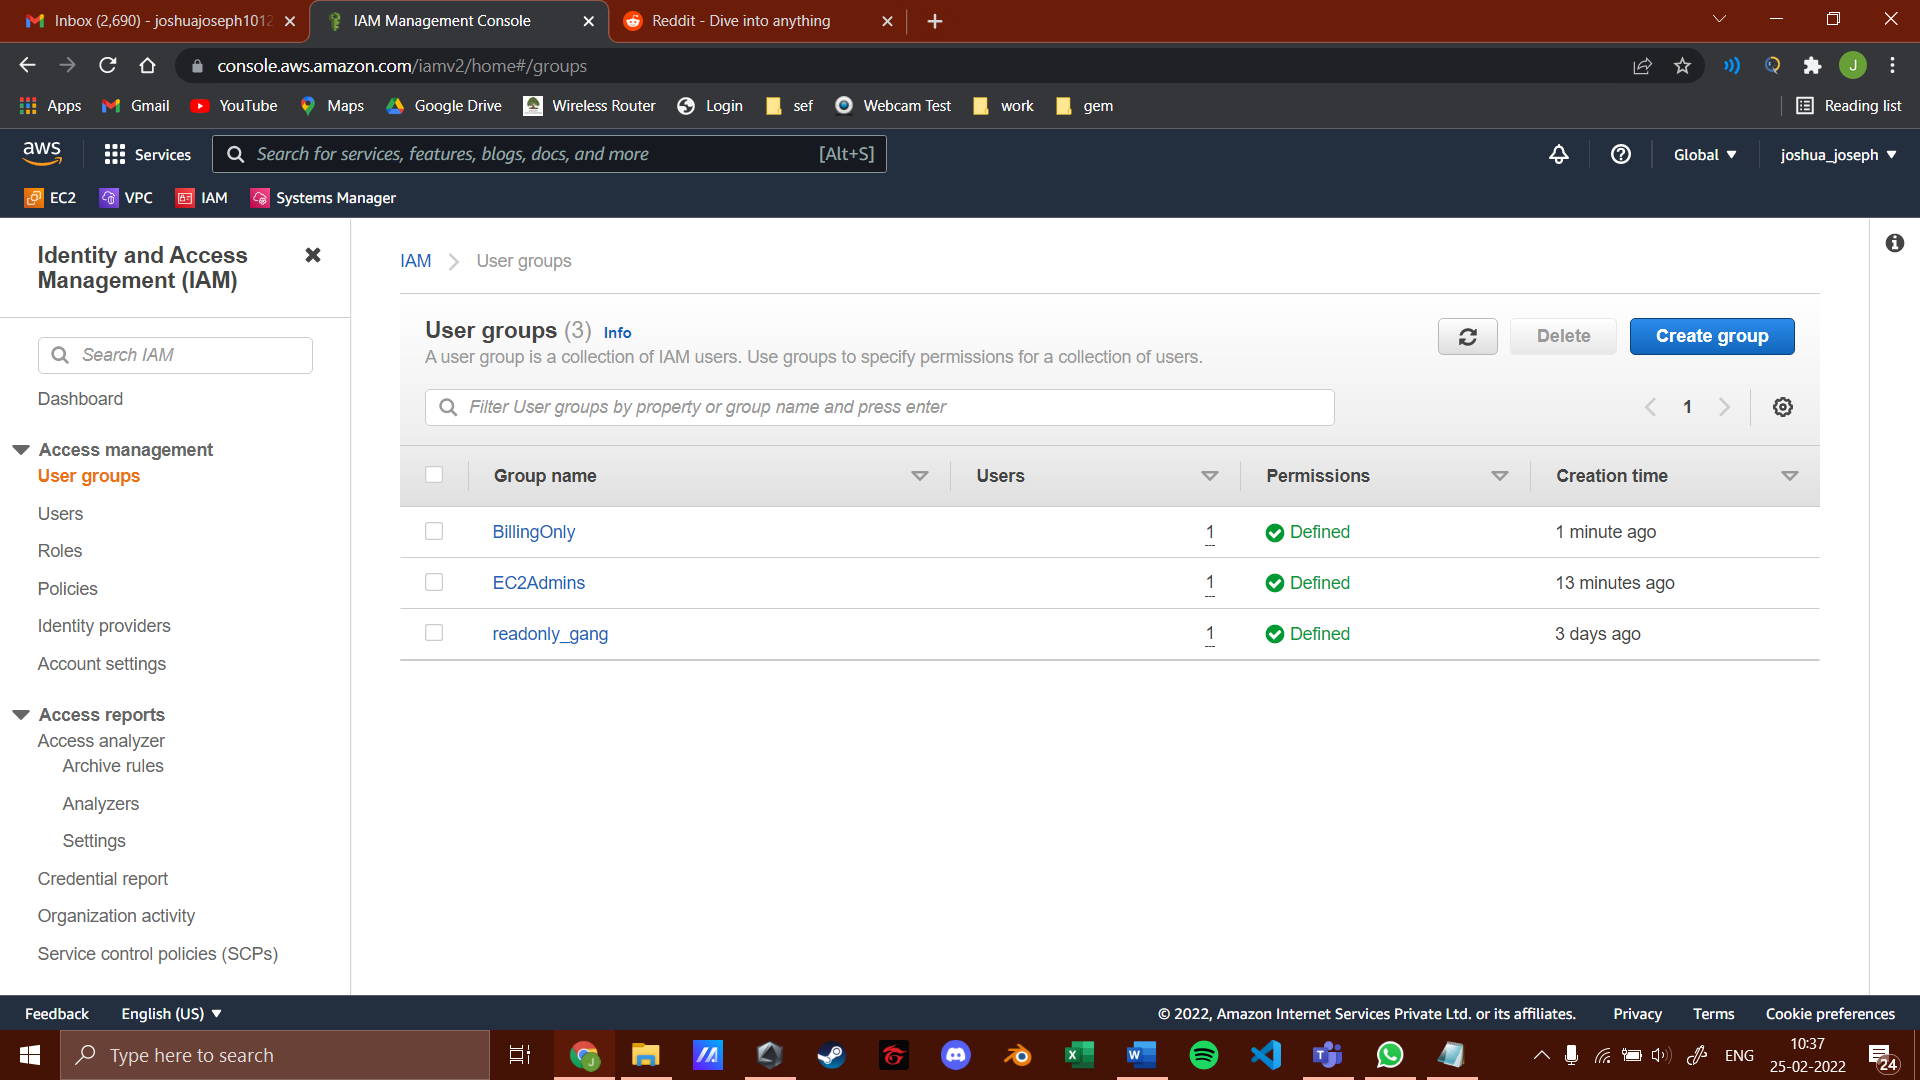 Inbox (2,690) - joshuajoseph1012
IAM Management Console
Reddit - Dive into anything
console.aws.amazon.com/iamv2/home#/groups
J
Apps
Gmail
YouTube
Maps
Google Drive
Wireless Router
Login
sef
Webcam Test
work
gem
Reading list
aws
Services
Search for services, features, blogs, docs, and more
[Alt+S]
Global
joshua_joseph
EC2
VPC
IAM
Systems Manager
Identity and Access
Management (IAM)
Search IAM
Dashboard
Access management
User groups
Users
Roles
Policies
Identity providers
Account settings
Access reports
Access analyzer
Archive rules
Analyzers
Settings
Credential report
Organization activity
Service control policies (SCPs)
IAM
User groups
User groups (3) Info
A user group is a collection of IAM users. Use groups to specify permissions for a collection of users.
Delete
Create group
Filter User groups by property or group name and press enter
1
Group name Users Permissions Creation time
BillingOnly 1 Defined 1 minute ago
EC2Admins 1 Defined 13 minutes ago
readonly_gang 1 Defined 3 days ago
Feedback
English (US)
© 2022, Amazon Internet Services Private Ltd. or its affiliates.
Privacy
Terms
Cookie preferences
Type here to search
ENG
10:37
25-02-2022
24